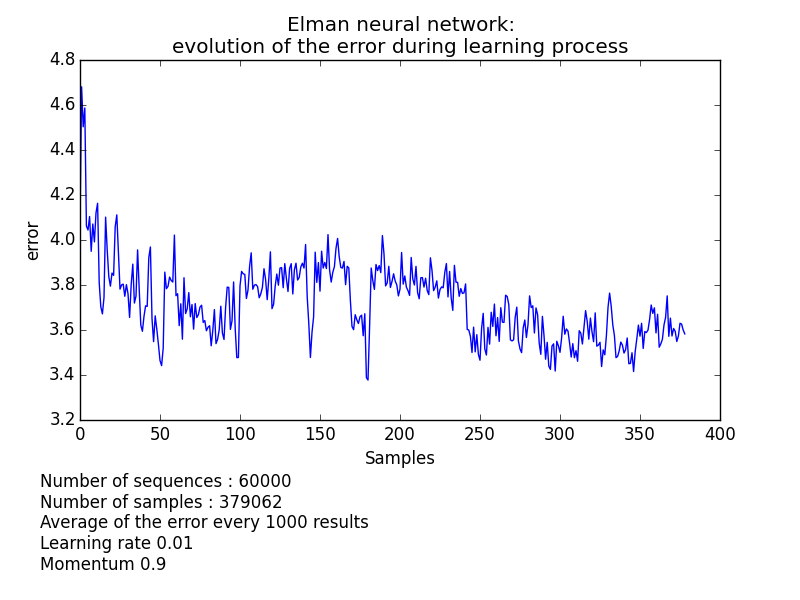 Elman neural network:
evolution of the error during learning process
4.8
4.6
4.4
4.2
4.0
3.8
3.6
3.4
3.2
error
0 50 100 150 200 250 300 350 400
Samples
Number of sequences : 60000
Number of samples : 379062
Average of the error every 1000 results
Learning rate 0.01
Momentum 0.9